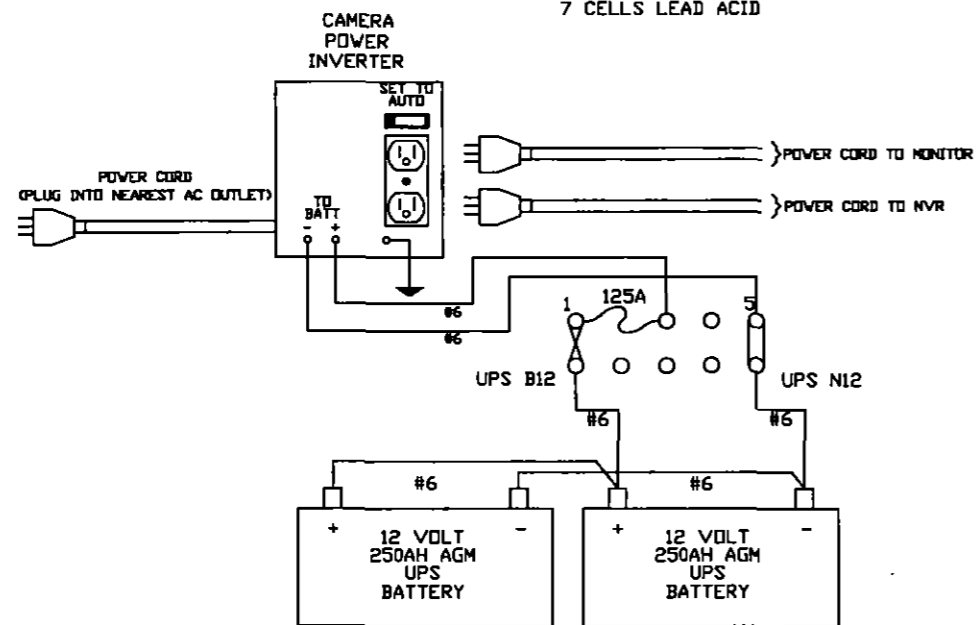 7 CELLS LEAD ACID
CAMERA
POWER
INVERTER
SET TO
AUTO
POWER CORD
(PLUG INTO NEAREST AC OUTLET)
TO
BATT
- +
POWER CORD TO MONITOR
POWER CORD TO NVR
#6
#6
1 125A 5
UPS B12
UPS N12
#6
#6
#6
#6
+ -
12 VOLT
250AH AGM
UPS
BATTERY
+ -
12 VOLT
250AH AGM
UPS
BATTERY